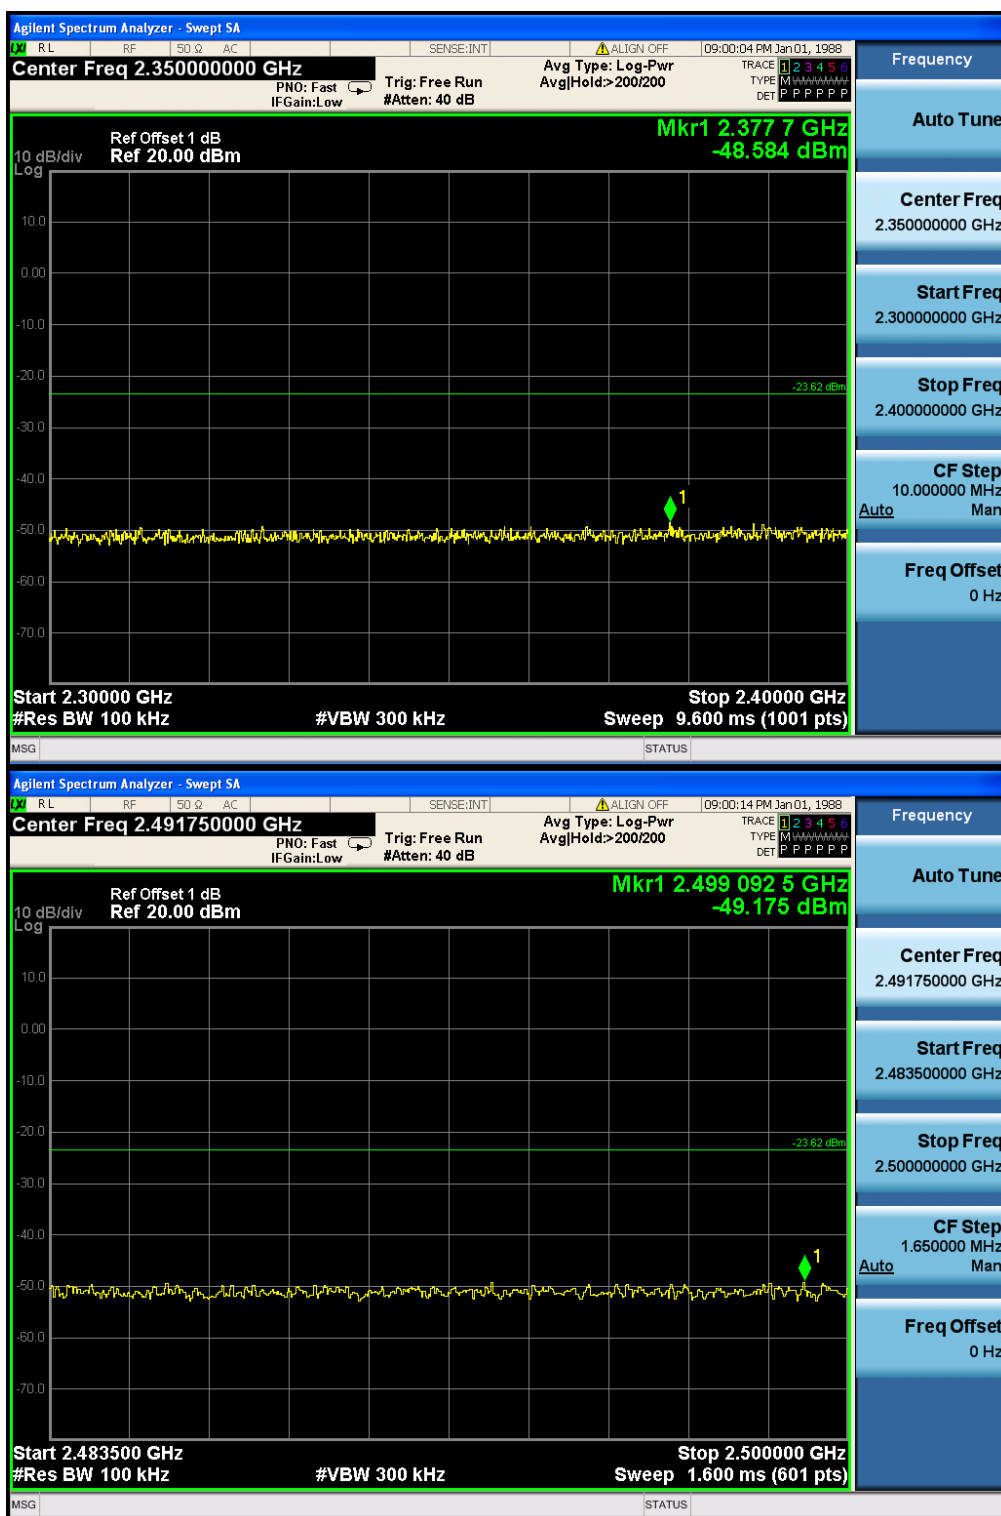 Agilent Spectrum Analyzer - Swept SA
LXI RL RF 50 Ω AC SENSE:INT ALIGN OFF 09:00:04 PM Jan 01, 1988
Center Freq 2.350000000 GHz
PNO: Fast
IFGain:Low
Trig: Free Run
#Atten: 40 dB
Avg Type: Log-Pwr
Avg|Hold:>200/200
TRACE 1 2 3 4 5 6
TYPE M
DET P P P P P P
Mkr1 2.377 7 GHz
-48.584 dBm
Ref Offset 1 dB
10 dB/div Ref 20.00 dBm
Log
10.0
0.00
-10.0
-20.0
-23.62 dBm
-30.0
-40.0
1
-50.0
-60.0
-70.0
Start 2.30000 GHz Stop 2.40000 GHz
#Res BW 100 kHz #VBW 300 kHz Sweep 9.600 ms (1001 pts)
MSG STATUS
Frequency
Auto Tune
Center Freq
2.350000000 GHz
Start Freq
2.300000000 GHz
Stop Freq
2.400000000 GHz
CF Step
10.000000 MHz
Auto Man
Freq Offset
0 Hz
Agilent Spectrum Analyzer - Swept SA
LXI RL RF 50 Ω AC SENSE:INT ALIGN OFF 09:00:14 PM Jan 01, 1988
Center Freq 2.491750000 GHz
PNO: Fast
IFGain:Low
Trig: Free Run
#Atten: 40 dB
Avg Type: Log-Pwr
Avg|Hold:>200/200
TRACE 1 2 3 4 5 6
TYPE M
DET P P P P P P
Mkr1 2.499 092 5 GHz
-49.175 dBm
Ref Offset 1 dB
10 dB/div Ref 20.00 dBm
Log
10.0
0.00
-10.0
-20.0
-23.62 dBm
-30.0
-40.0
1
-50.0
-60.0
-70.0
Start 2.483500 GHz Stop 2.500000 GHz
#Res BW 100 kHz #VBW 300 kHz Sweep 1.600 ms (601 pts)
MSG STATUS
Frequency
Auto Tune
Center Freq
2.491750000 GHz
Start Freq
2.483500000 GHz
Stop Freq
2.500000000 GHz
CF Step
1.650000 MHz
Auto Man
Freq Offset
0 Hz